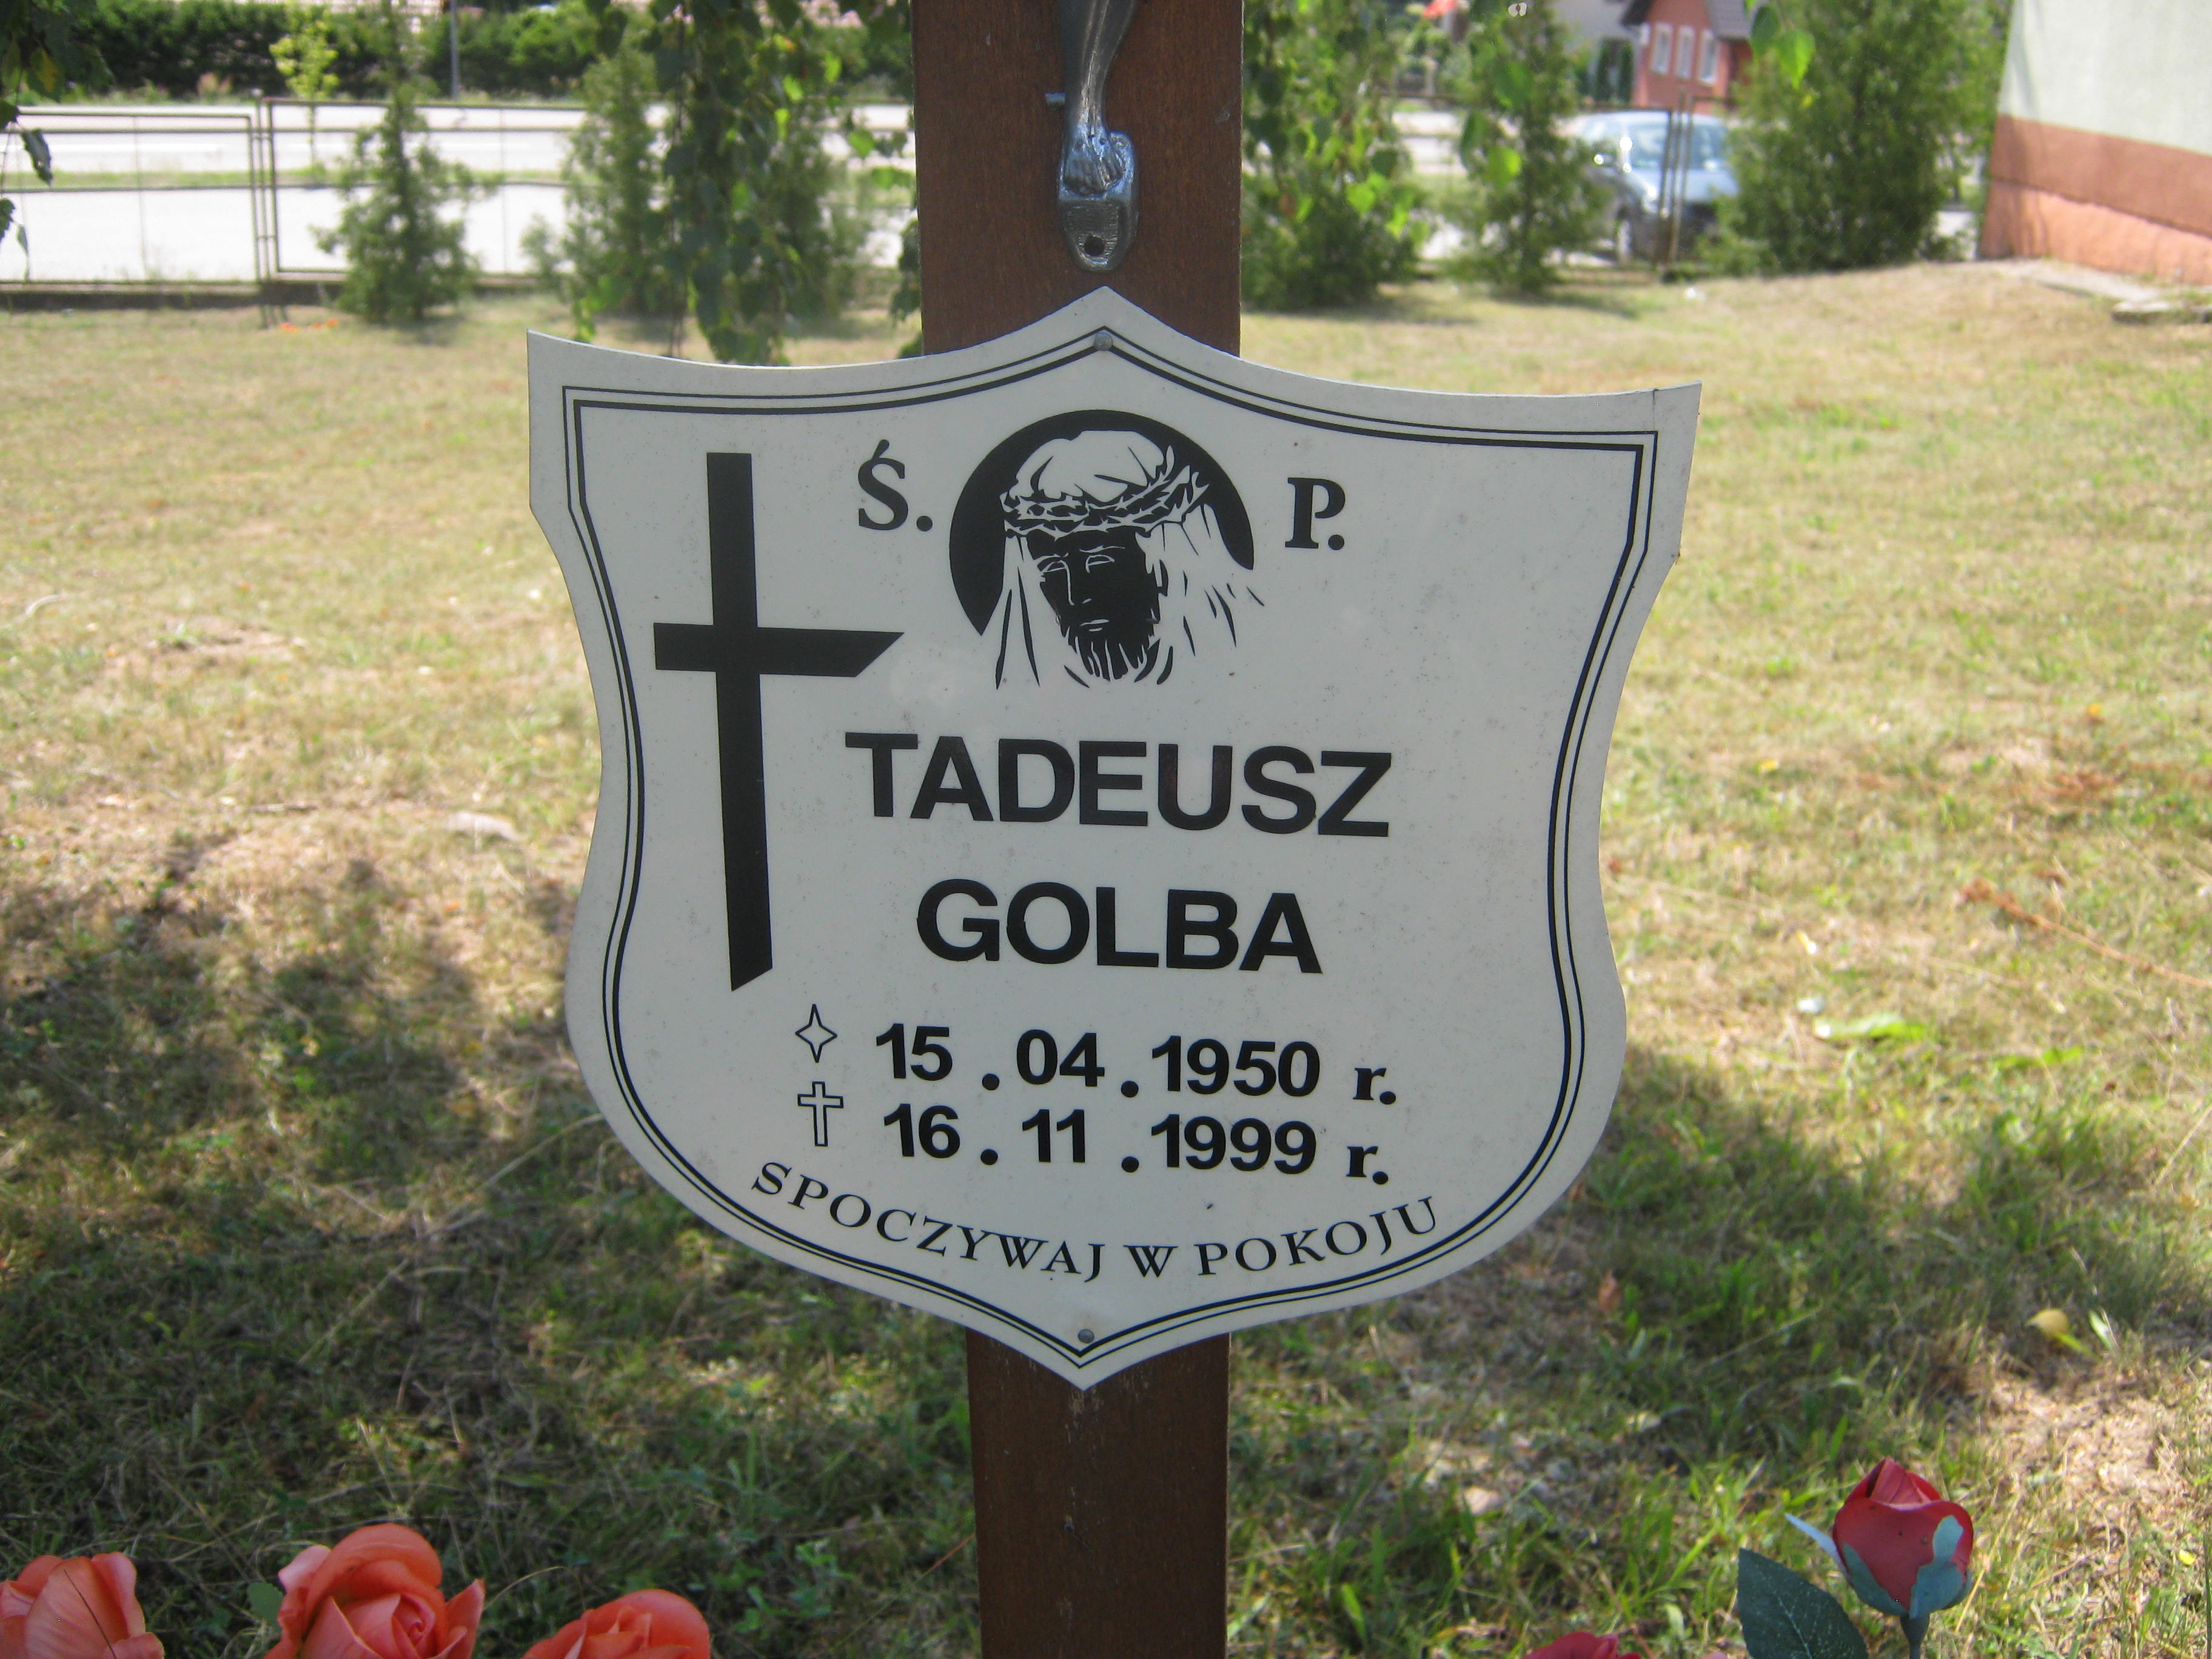 Ś. P.
TADEUSZ
GOLBA
15.04.1950 r.
16.11.1999 r.
SPOCZYWAJ W POKOJU